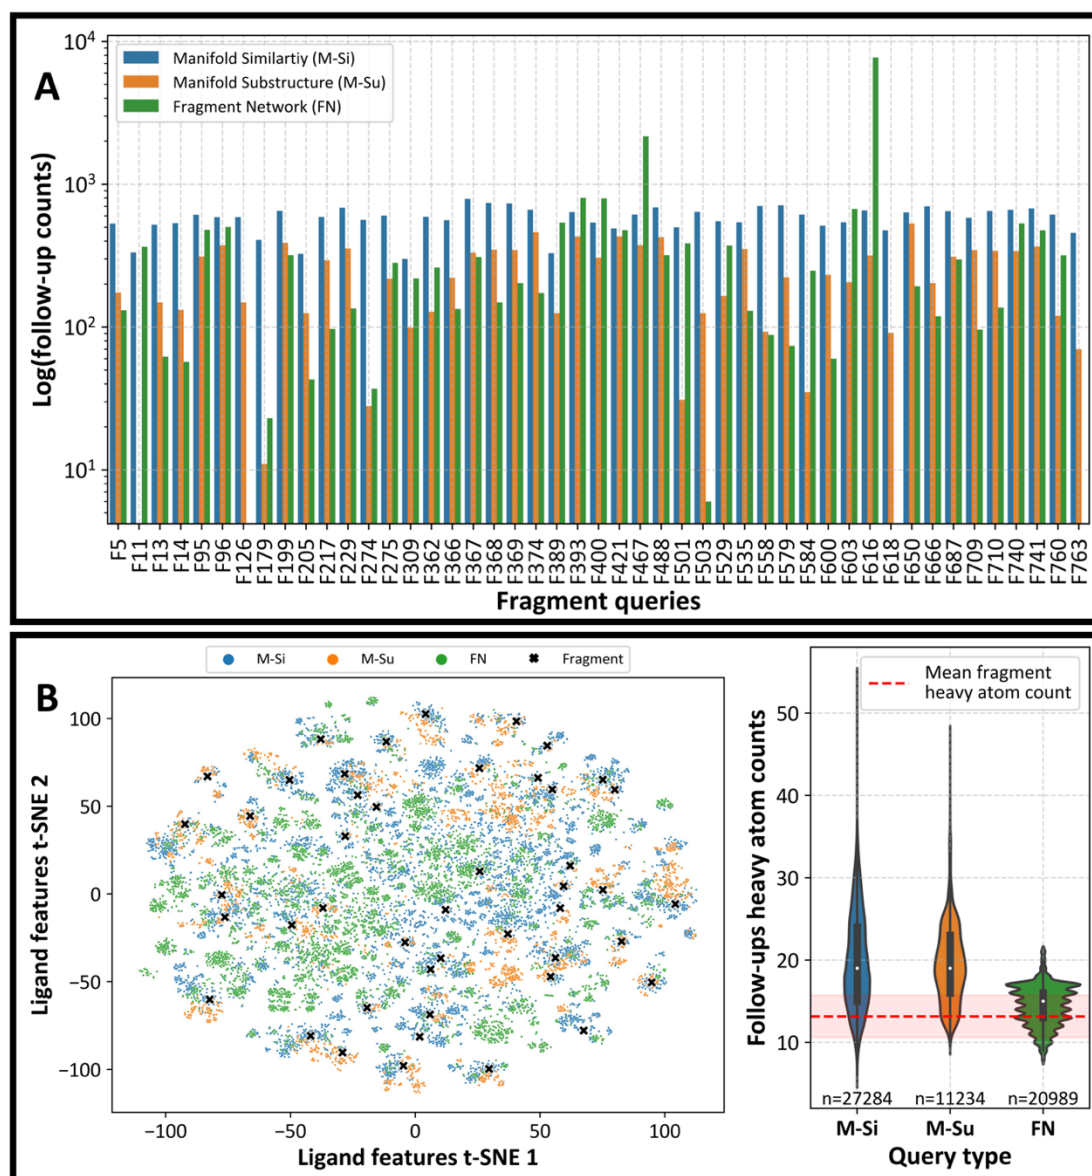 A
Log(follow-up counts)
10⁴
10³
10²
10¹
Manifold Similartiy (M-Si)
Manifold Substructure (M-Su)
Fragment Network (FN)
F5
F11
F13
F14
F95
F96
F126
F179
F199
F205
F217
F229
F274
F275
F309
F362
F366
F367
F368
F369
F374
F389
F393
F400
F421
F467
F488
F501
F503
F529
F535
F558
F579
F584
F600
F603
F616
F618
F650
F666
F687
F709
F710
F740
F741
F760
F763
Fragment queries
B
M-Si M-Su FN Fragment
Ligand features t-SNE 2
100
50
0
−50
−100
−100 −50 0 50 100
Ligand features t-SNE 1
Mean fragment
heavy atom count
Follow-ups heavy atom counts
50
40
30
20
10
n=27284 n=11234 n=20989
M-Si M-Su FN
Query type